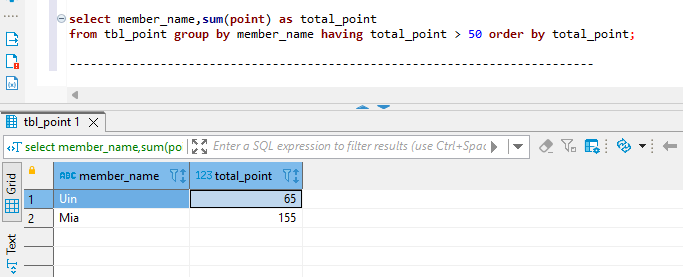 select member_name,sum(point) as total_point
from tbl_point group by member_name having total_point > 50 order by total_point;
---------------------------------------------------------------------------
tbl_point 1
select member_name,sum(po
Enter a SQL expression to filter results (use Ctrl+Spac
Grid
ABC member_name
123 total_point
1 Uin 65
2 Mia 155
Text